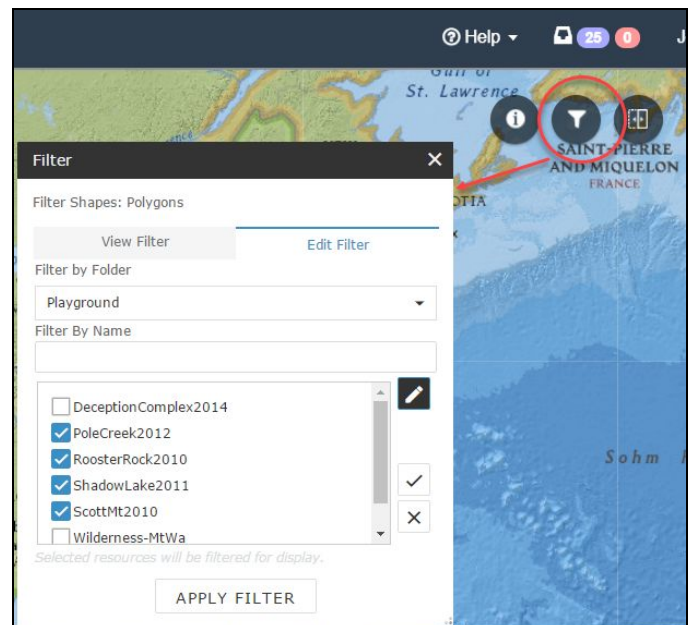 Help
25
0
J
Gulf of
St. Lawrence
SAINT-PIERRE
AND MIQUELON
FRANCE
OTIA
Filter
Filter Shapes: Polygons
View Filter
Edit Filter
Filter by Folder
Playground
Filter By Name
DeceptionComplex2014
PoleCreek2012
RoosterRock2010
ShadowLake2011
ScottMt2010
Wilderness-MtWa
Selected resources will be filtered for display.
APPLY FILTER
Sohm